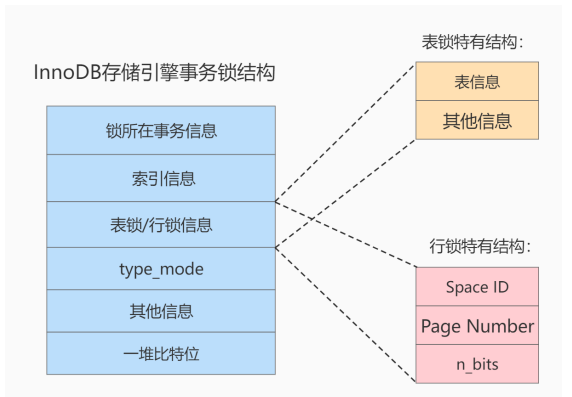 InnoDB存储引擎事务锁结构
锁所在事务信息
索引信息
表锁/行锁信息
type_mode
其他信息
一堆比特位
表锁特有结构：
表信息
其他信息
行锁特有结构：
Space ID
Page Number
n_bits